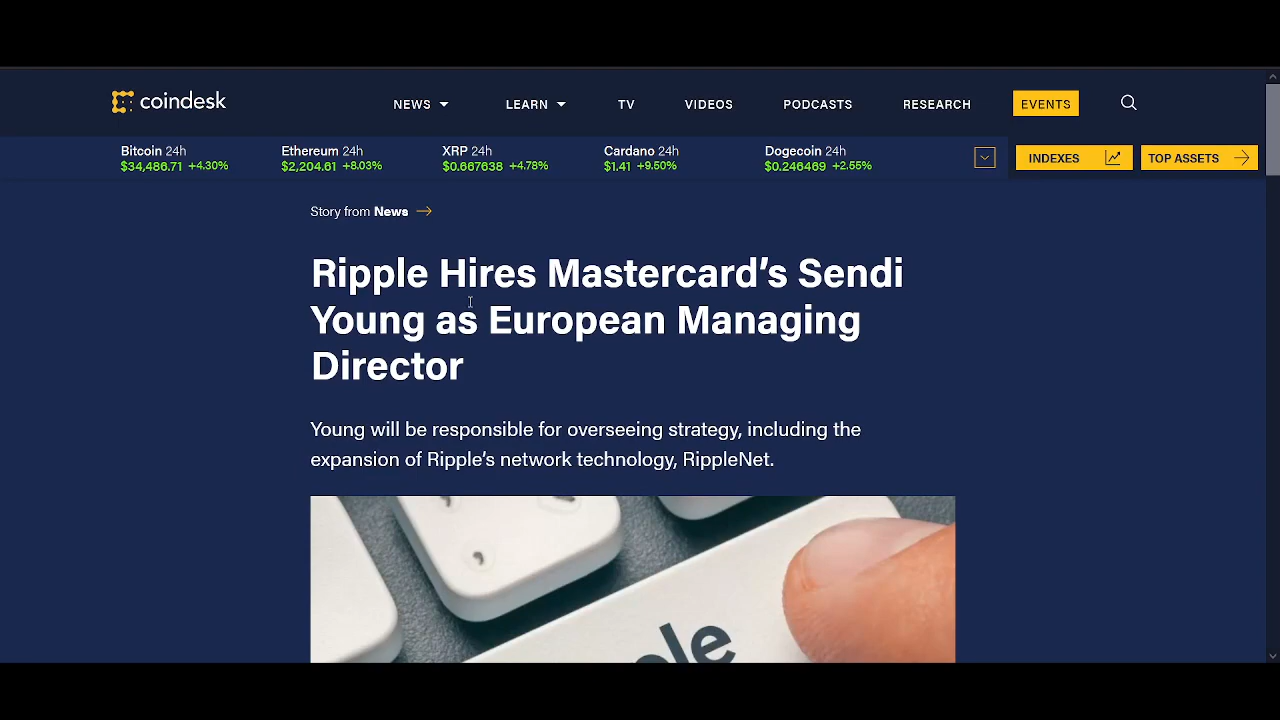 coindesk
NEWS
LEARN
TV
VIDEOS
PODCASTS
RESEARCH
EVENTS
Bitcoin 24h
$34,486.71 +4.30%
Ethereum 24h
$2,204.61 +8.03%
XRP 24h
$0.667638 +4.78%
Cardano 24h
$1.41 +9.50%
Dogecoin 24h
$0.246469 +2.55%
INDEXES
TOP ASSETS
Story from News
Ripple Hires Mastercard's Sendi
Young as European Managing
Director
Young will be responsible for overseeing strategy, including the
expansion of Ripple's network technology, RippleNet.